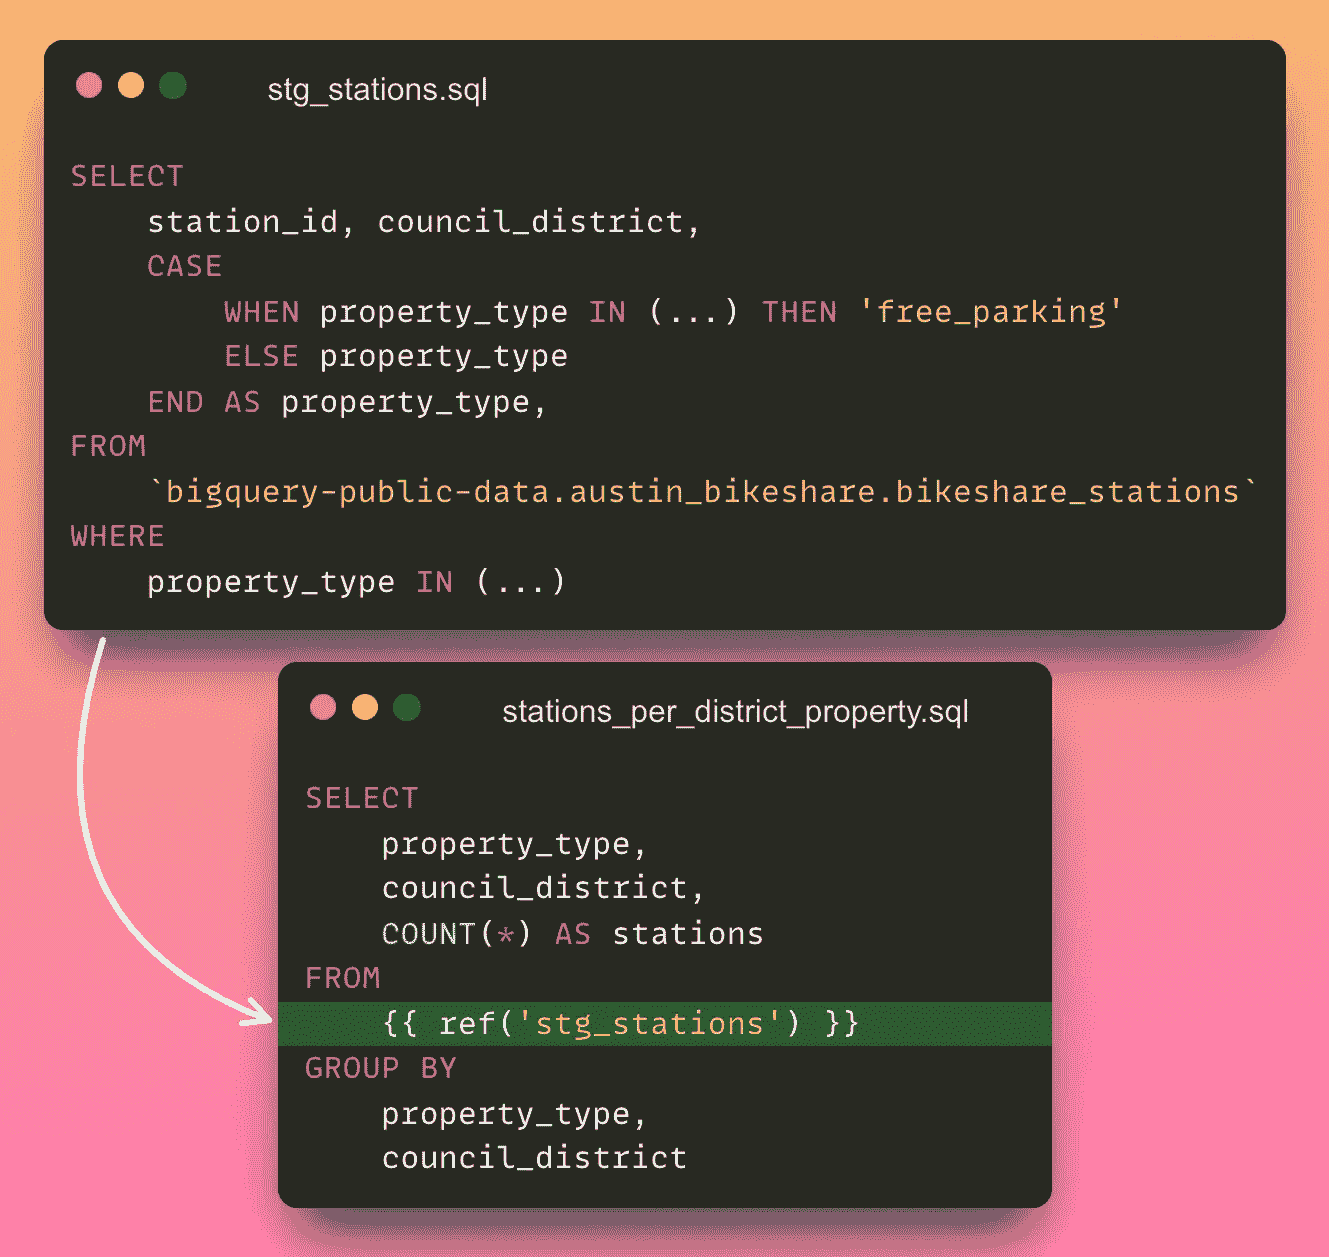 stg_stations.sql
SELECT
    station_id, council_district,
    CASE
        WHEN property_type IN (...) THEN 'free_parking'
        ELSE property_type
    END AS property_type,
FROM
    `bigquery-public-data.austin_bikeshare.bikeshare_stations`
WHERE
    property_type IN (...)
stations_per_district_property.sql
SELECT
    property_type,
    council_district,
    COUNT(*) AS stations
FROM
    {{ ref('stg_stations') }}
GROUP BY
    property_type,
    council_district